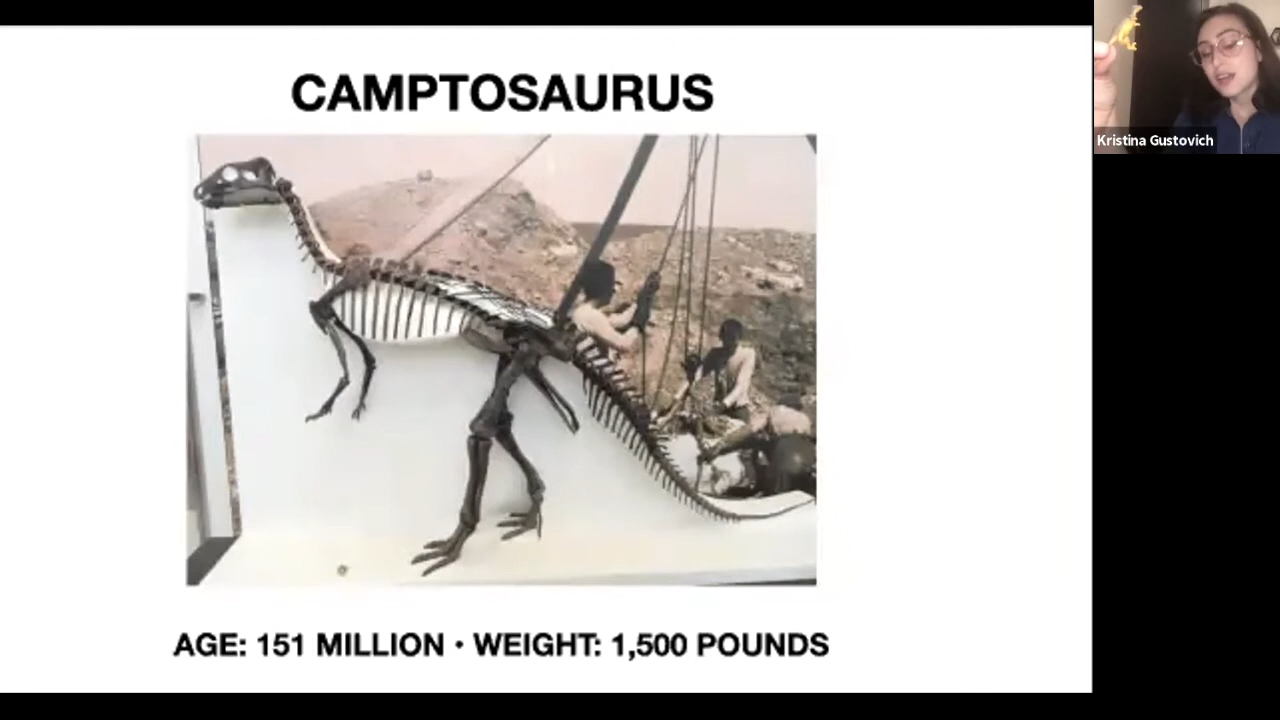 CAMPTOSAURUS
Kristina Gustovich
AGE: 151 MILLION • WEIGHT: 1,500 POUNDS